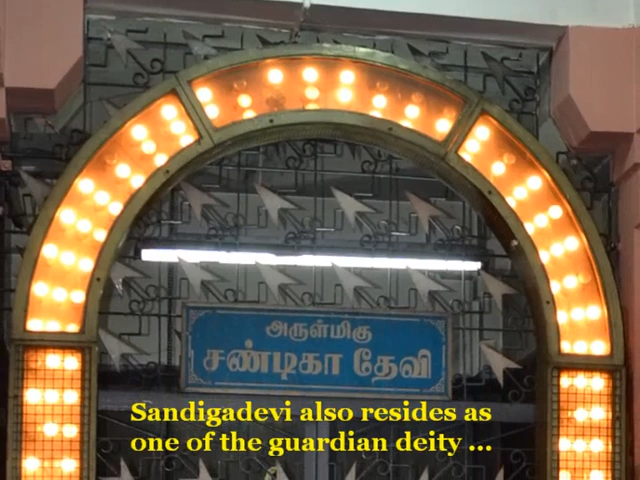 அருள்மிகு
சண்டிகா தேவி
Sandigadevi also resides as
one of the guardian deity ...